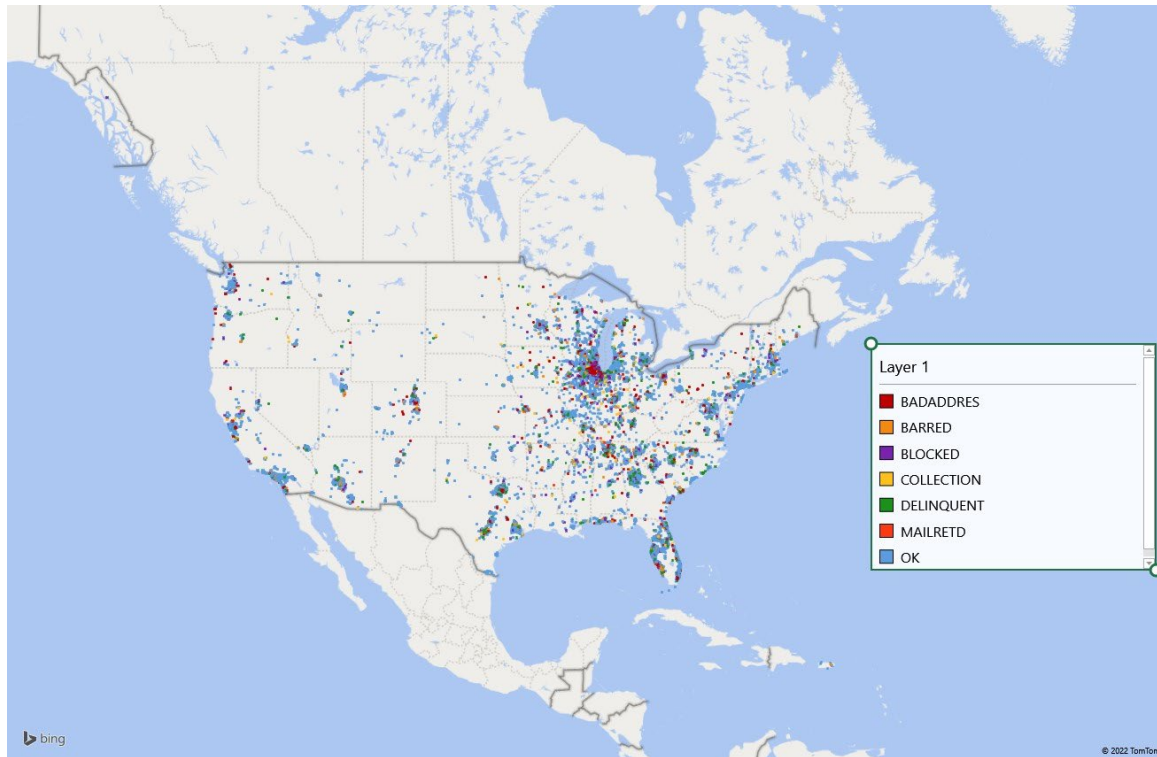 Layer 1
BADADDRES
BARRED
BLOCKED
COLLECTION
DELINQUENT
MAILRETD
OK
bing
© 2022 TomTom